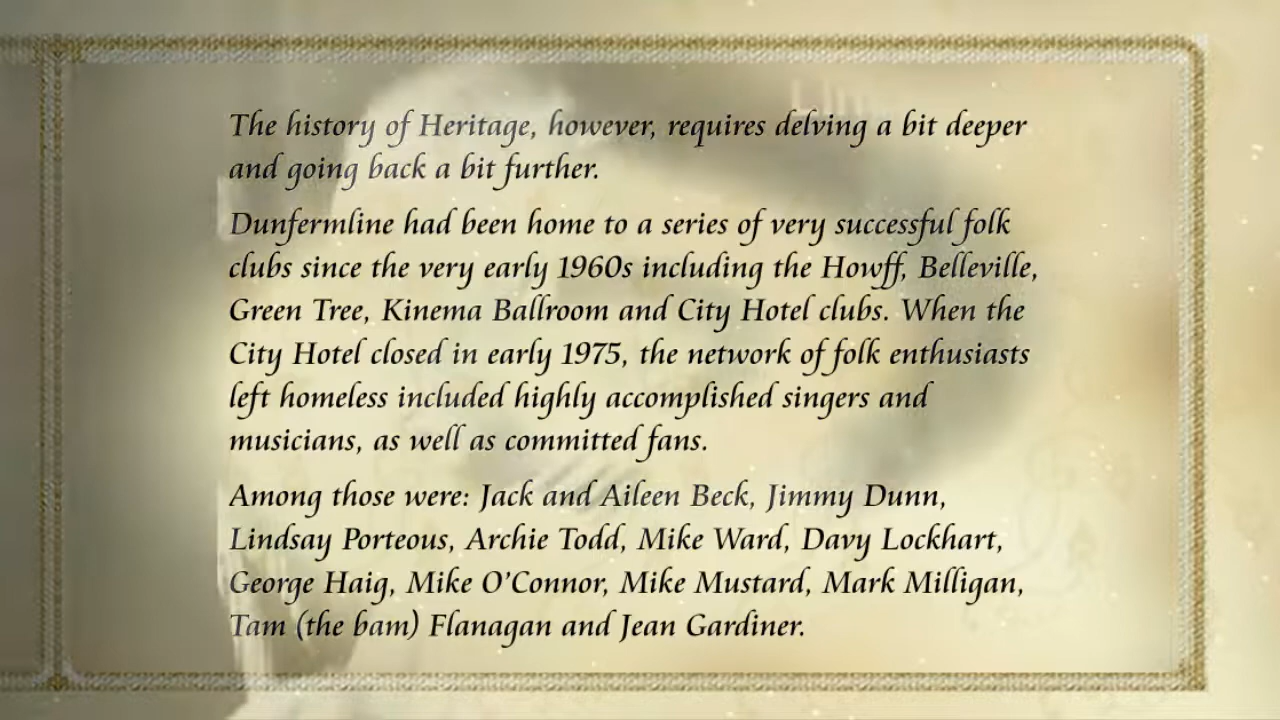 The history of Heritage, however, requires delving a bit deeper
and going back a bit further.
Dunfermline had been home to a series of very successful folk
clubs since the very early 1960s including the Howff, Belleville,
Green Tree, Kinema Ballroom and City Hotel clubs. When the
City Hotel closed in early 1975, the network of folk enthusiasts
left homeless included highly accomplished singers and
musicians, as well as committed fans.
Among those were: Jack and Aileen Beck, Jimmy Dunn,
Lindsay Porteous, Archie Todd, Mike Ward, Davy Lockhart,
George Haig, Mike O'Connor, Mike Mustard, Mark Milligan,
Tam (the bam) Flanagan and Jean Gardiner.